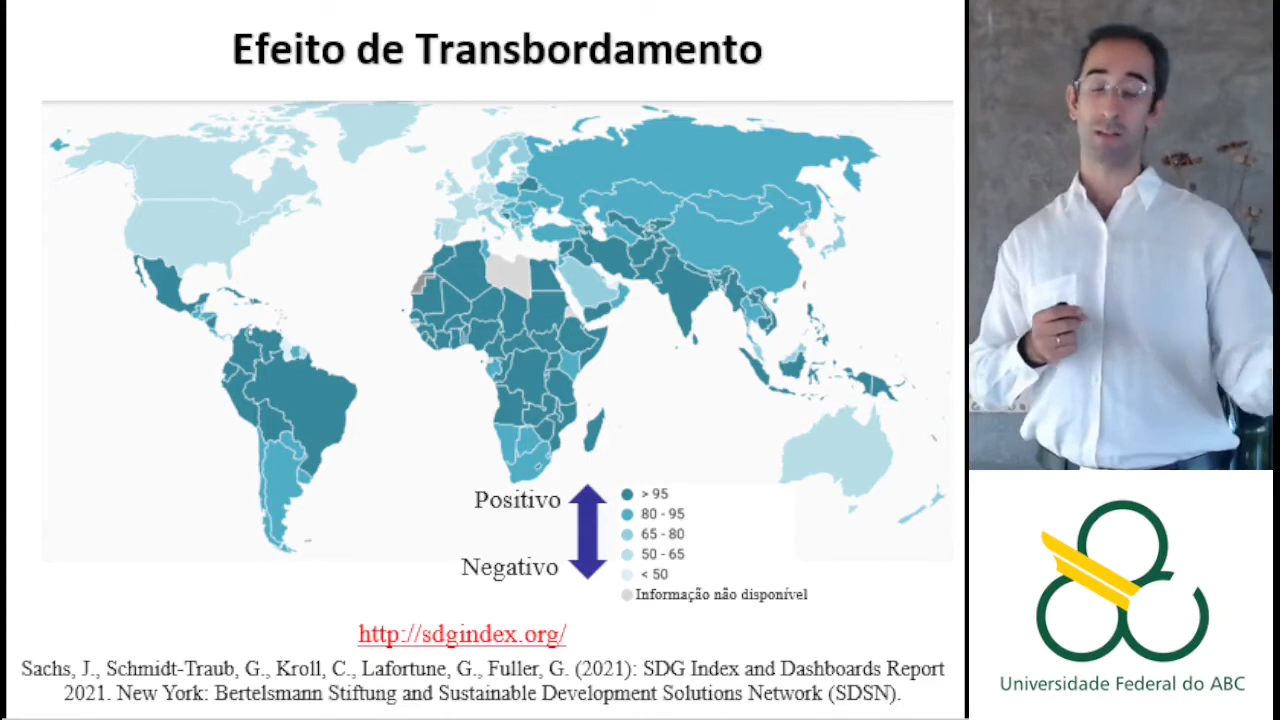 Efeito de Transbordamento
Positivo
Negativo
> 95
80 - 95
65 - 80
50 - 65
< 50
Informação não disponível
http://sdgindex.org/
Sachs, J., Schmidt-Traub, G., Kroll, C., Lafortune, G., Fuller, G. (2021): SDG Index and Dashboards Report
2021. New York: Bertelsmann Stiftung and Sustainable Development Solutions Network (SDSN).
Universidade Federal do ABC